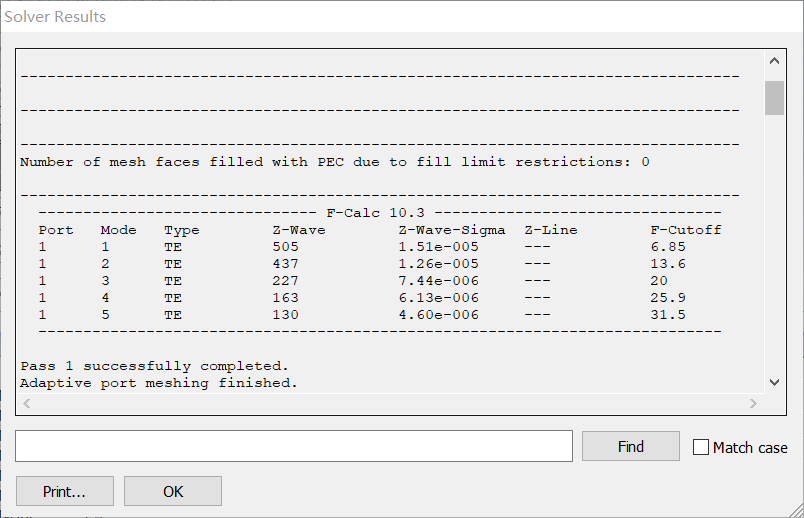 Solver Results
--------------------------------------------------------------------------------
--------------------------------------------------------------------------------
--------------------------------------------------------------------------------
Number of mesh faces filled with PEC due to fill limit restrictions: 0
--------------------------------------------------------------------------------
------------------------------- F-Calc 10.3 --------------------------------
Port Mode Type Z-Wave Z-Wave-Sigma Z-Line F-Cutoff
1 1 TE 505 1.51e-005 --- 6.85
1 2 TE 437 1.26e-005 --- 13.6
1 3 TE 227 7.44e-006 --- 20
1 4 TE 163 6.13e-006 --- 25.9
1 5 TE 130 4.60e-006 --- 31.5
----------------------------------------------------------------------------
Pass 1 successfully completed.
Adaptive port meshing finished.
Find
Match case
Print...
OK